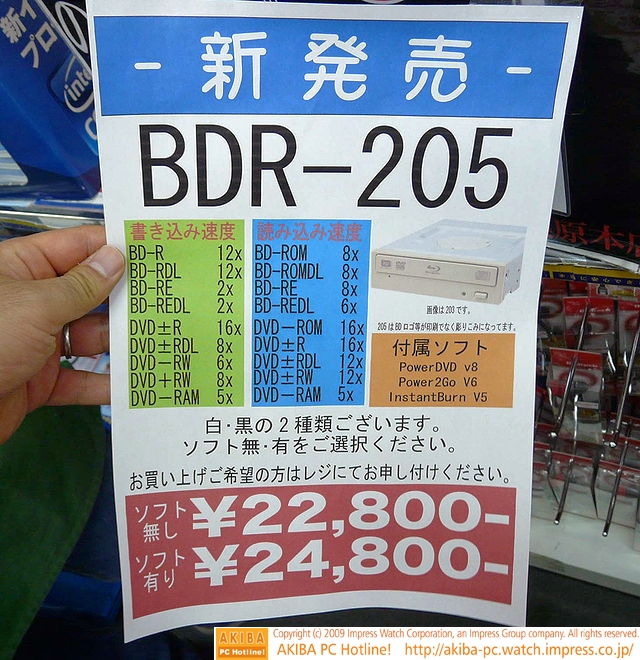 新イ
プロ
intel
- 新発売 -
BDR-205
書き込み速度
BD-R 12x
BD-RDL 12x
BD-RE 2x
BD-REDL 2x
DVD±R 16x
DVD±RDL 8x
DVD-RW 6x
DVD+RW 8x
DVD-RAM 5x
読み込み速度
BD-ROM 8x
BD-ROMDL 8x
BD-RE 8x
BD-REDL 6x
DVD-ROM 16x
DVD±R 16x
DVD±RDL 12x
DVD±RW 12x
DVD-RAM 5x
画像は203です。
205はBDロゴ等が印刷でなく彫りこみになってます。
付属ソフト
PowerDVD v8
Power2Go V6
InstantBurn V5
白・黒の2種類ございます。
ソフト無・有をご選択ください。
お買い上げご希望の方はレジにてお申し付けください。
ソフト無し ¥22,800-
ソフト有り ¥24,800-
原本店
AKIBA PC Hotline!
Copyright (c) 2009 Impress Watch Corporation, an Impress Group company. All rights reserved.
AKIBA PC Hotline! http://akiba-pc.watch.impress.co.jp/